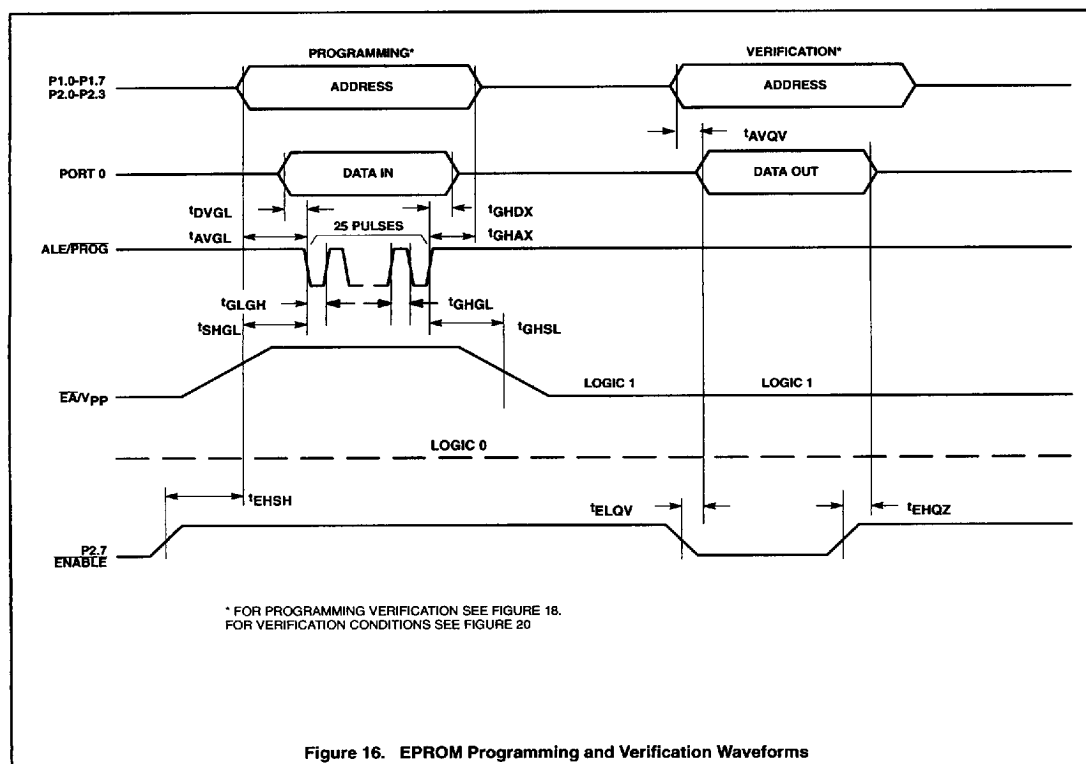 PROGRAMMING* VERIFICATION*
P1.0-P1.7
P2.0-P2.3
ADDRESS ADDRESS
tAVQV
PORT 0 DATA IN DATA OUT
tDVGL tGHDX
25 PULSES
tAVGL tGHAX
ALE/PROG
tGLGH tGHGL
tSHGL tGHSL
LOGIC 1 LOGIC 1
EA/VPP
LOGIC 0
tEHSH tELQV tEHQZ
P2.7
ENABLE
* FOR PROGRAMMING VERIFICATION SEE FIGURE 18.
FOR VERIFICATION CONDITIONS SEE FIGURE 20
Figure 16. EPROM Programming and Verification Waveforms